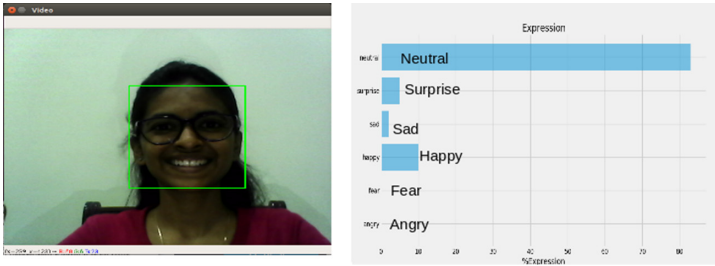 Video
Expression
neutral
Neutral
surprise
Surprise
sad
Sad
happy
Happy
fear
Fear
angry
Angry
0 10 20 30 40 50 60 70 80
%Expression